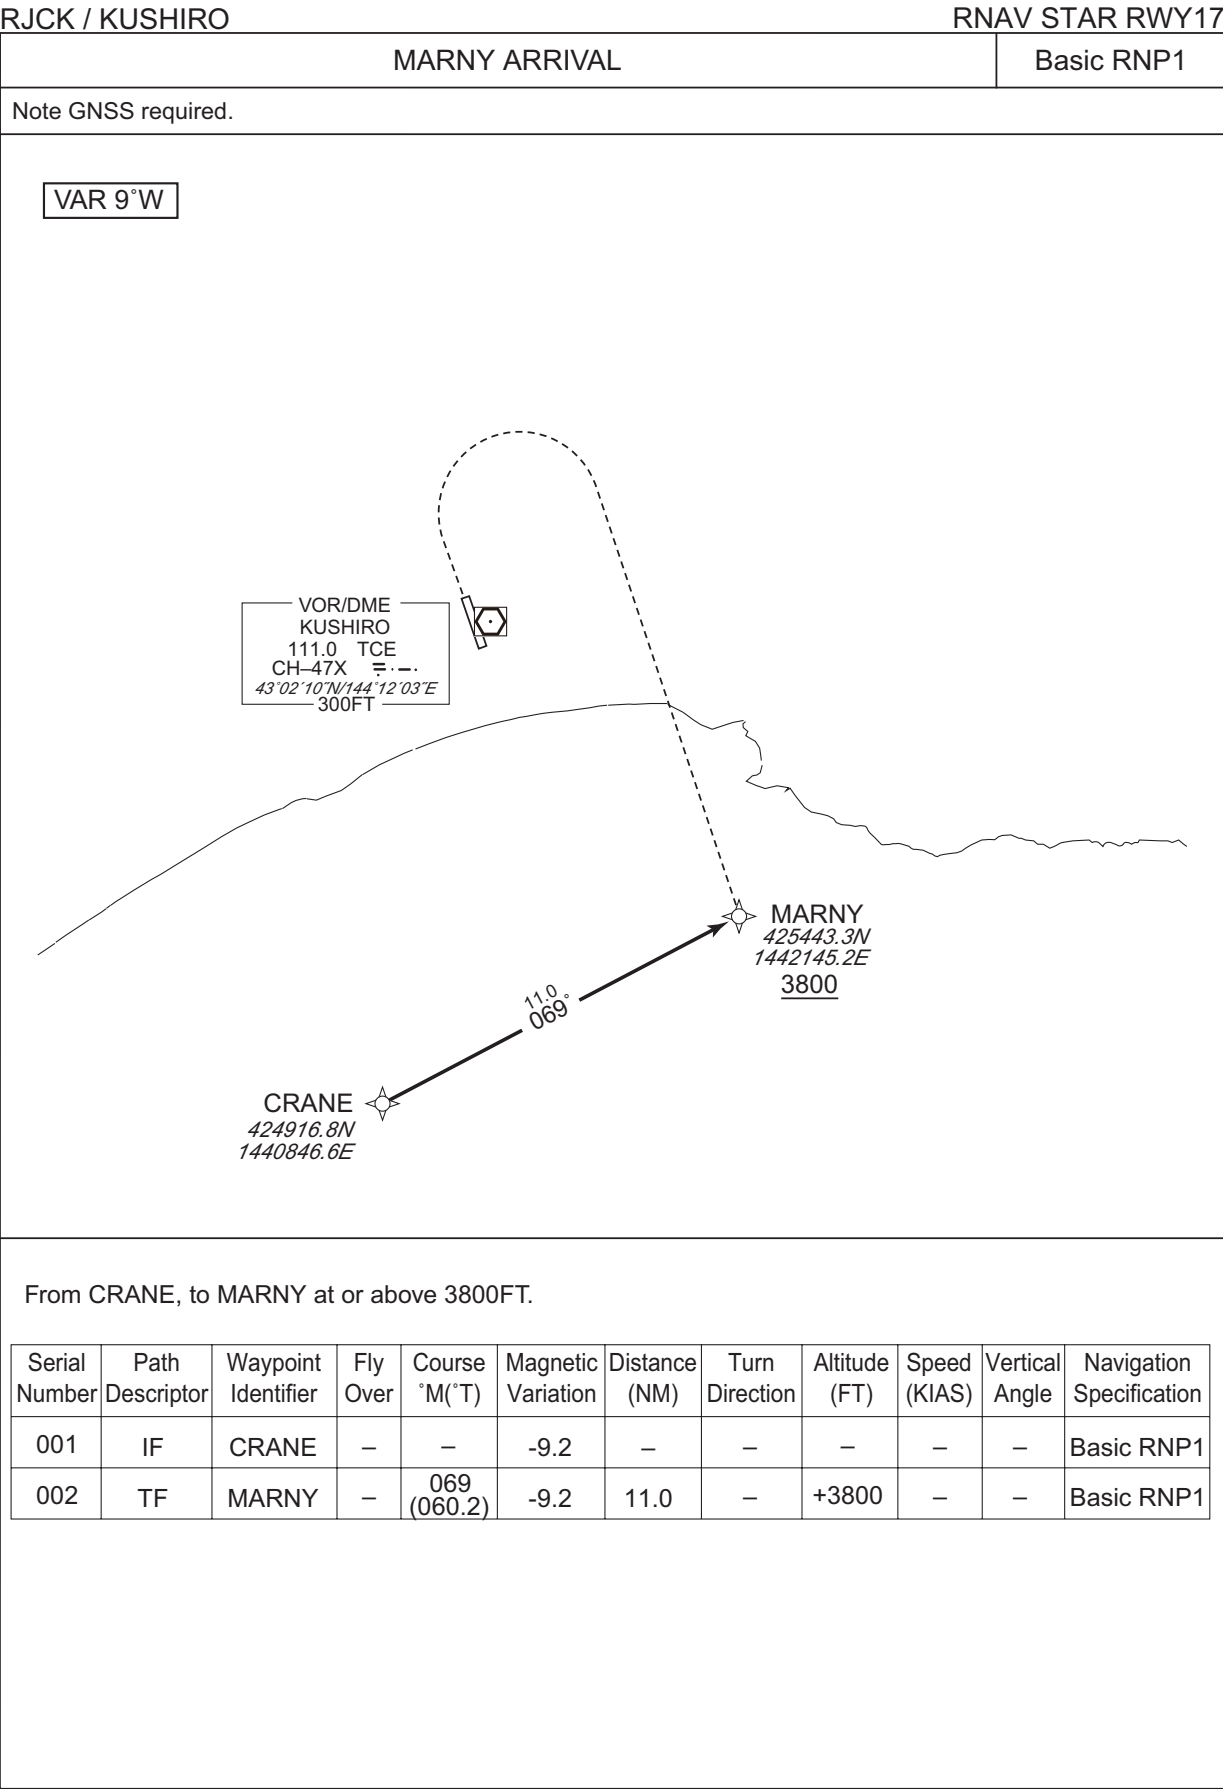 RJCK / KUSHIRO
RNAV STAR RWY17
MARNY ARRIVAL
Basic RNP1
Note GNSS required.
VAR 9˚W
VOR/DME
KUSHIRO
111.0 TCE
CH–47X
43˚02´10˝N/144˚12´03˝E
300FT
MARNY
425443.3N
1442145.2E
3800
11.0
069˚
CRANE
424916.8N
1440846.6E
From CRANE, to MARNY at or above 3800FT.
Serial Path Waypoint Fly Course Magnetic Distance Turn Altitude Speed Vertical Navigation
Number Descriptor Identifier Over ˚M(˚T) Variation (NM) Direction (FT) (KIAS) Angle Specification
001 IF CRANE – – -9.2 – – – – – Basic RNP1
002 TF MARNY – 069 (060.2) -9.2 11.0 – +3800 – – Basic RNP1